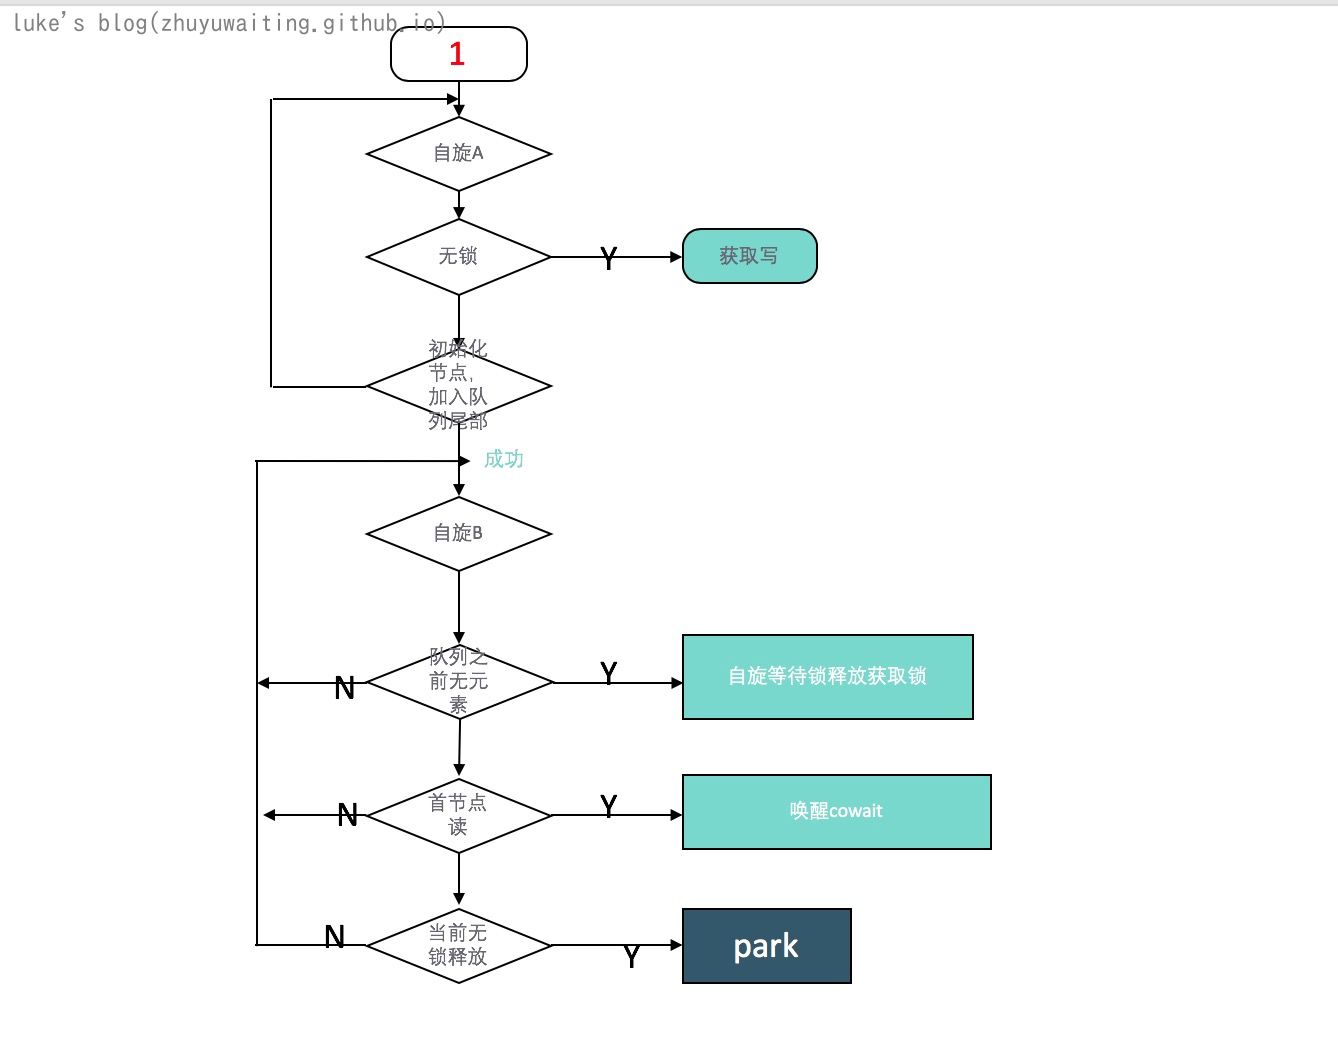 luke's blog(zhuyuwaiting.github.io)
1
自旋A
无锁
Y
获取写
初始化
节点，
加入队
列尾部
成功
自旋B
队列之
前无元
素
N
Y
自旋等待锁释放获取锁
首节点
读
N
Y
唤醒cowait
当前无
锁释放
N
Y
park